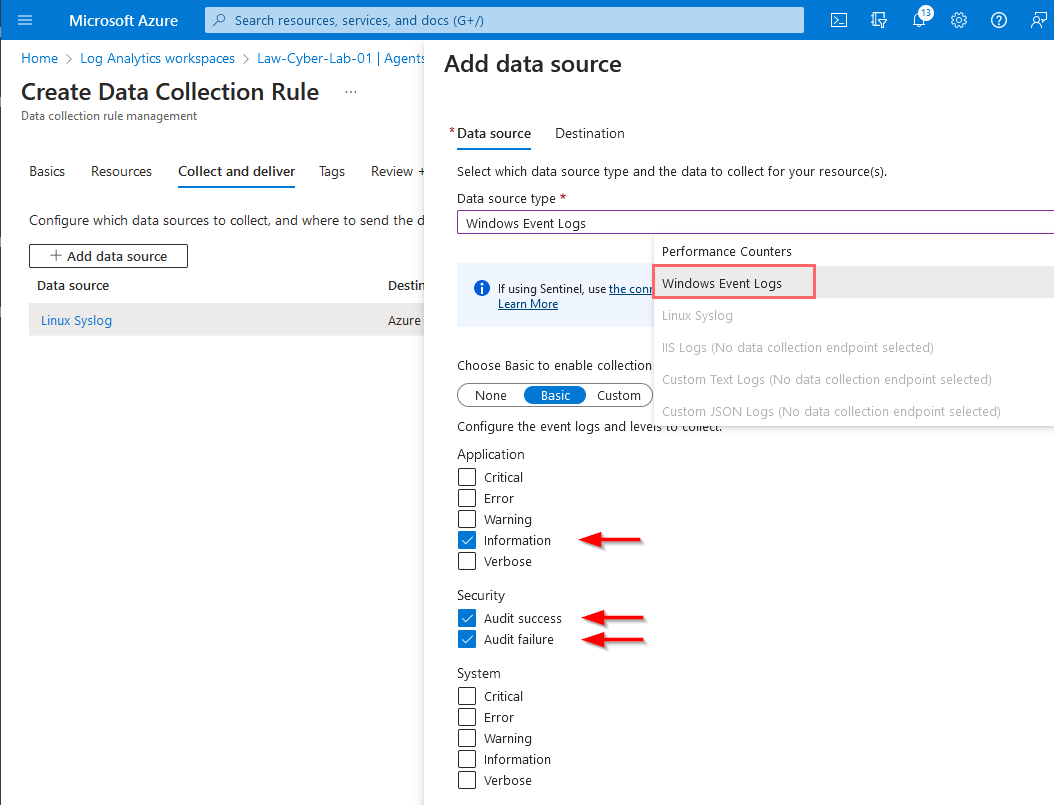 Microsoft Azure
Search resources, services, and docs (G+/)
13
Home > Log Analytics workspaces > Law-Cyber-Lab-01 | Agents
Create Data Collection Rule ...
Data collection rule management
Basics Resources Collect and deliver Tags Review +
Configure which data sources to collect, and where to send the d
+ Add data source
Data source Destin
Linux Syslog Azure
Add data source
* Data source Destination
Select which data source type and the data to collect for your resource(s).
Data source type *
Windows Event Logs
Performance Counters
Windows Event Logs
Linux Syslog
IIS Logs (No data collection endpoint selected)
Custom Text Logs (No data collection endpoint selected)
Custom JSON Logs (No data collection endpoint selected)
If using Sentinel, use the conn
Learn More
Choose Basic to enable collection
None Basic Custom
Configure the event logs and levels to collect.
Application
Critical
Error
Warning
Information
Verbose
Security
Audit success
Audit failure
System
Critical
Error
Warning
Information
Verbose